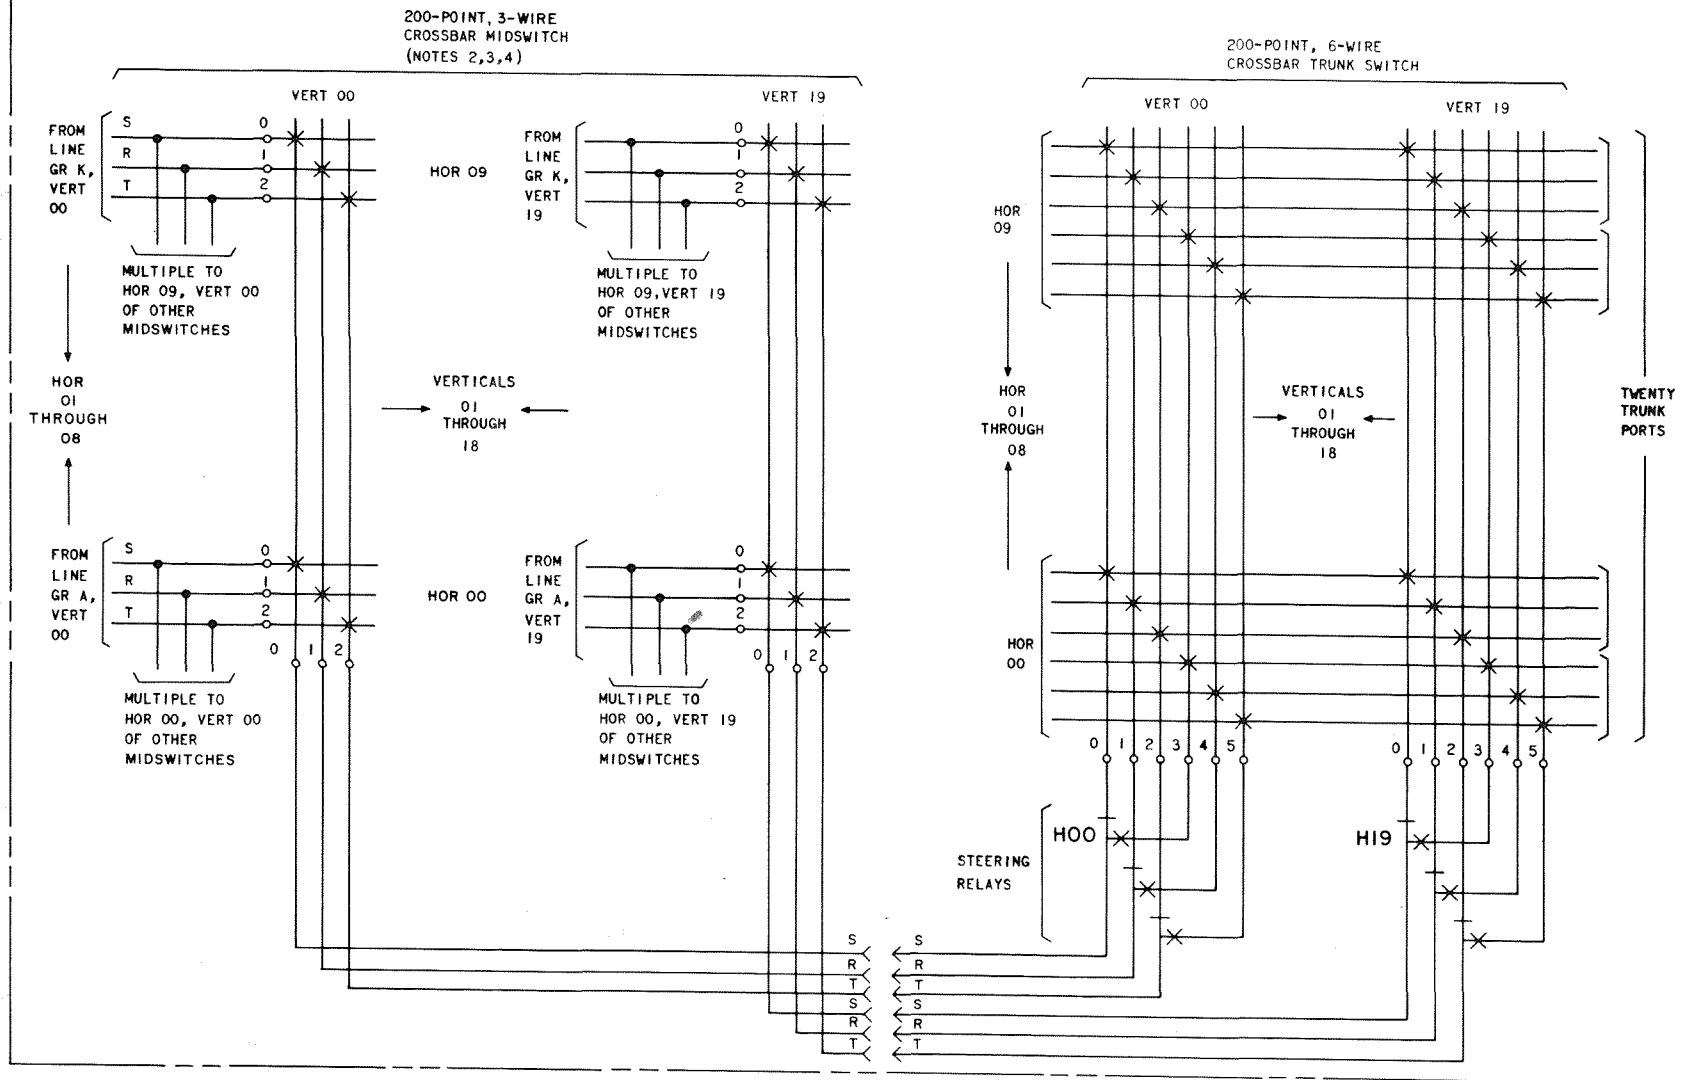 200-POINT, 3-WIRE
CROSSBAR MIDSWITCH
(NOTES 2,3,4)
200-POINT, 6-WIRE
CROSSBAR TRUNK SWITCH
VERT 00
VERT 19
VERT 00
VERT 19
FROM
LINE
GR K,
VERT
00
S
R
T
0
1
2
HOR 09
FROM
LINE
GR K,
VERT
19
0
1
2
HOR
09
MULTIPLE TO
HOR 09, VERT 00
OF OTHER
MIDSWITCHES
MULTIPLE TO
HOR 09, VERT 19
OF OTHER
MIDSWITCHES
HOR
01
THROUGH
08
VERTICALS
01
THROUGH
18
HOR
01
THROUGH
08
VERTICALS
01
THROUGH
18
TWENTY
TRUNK
PORTS
FROM
LINE
GR A,
VERT
00
S
R
T
0
1
2
HOR 00
FROM
LINE
GR A,
VERT
19
0
1
2
HOR
00
0 1 2
0 1 2
MULTIPLE TO
HOR 00, VERT 00
OF OTHER
MIDSWITCHES
MULTIPLE TO
HOR 00, VERT 19
OF OTHER
MIDSWITCHES
0 1 2 3 4 5
0 1 2 3 4 5
STEERING
RELAYS
H00
H19
S S
R R
T T
S S
R R
T T